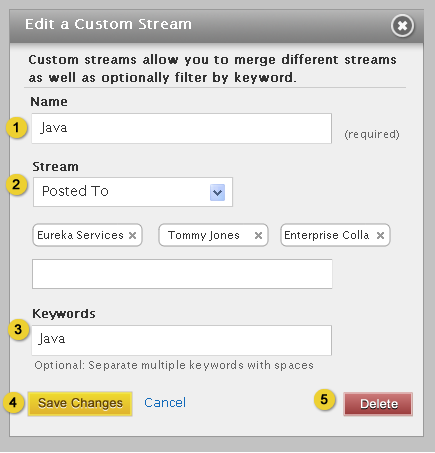 Edit a Custom Stream
Custom streams allow you to merge different streams
as well as optionally filter by keyword.
Name
1 Java (required)
Stream
2 Posted To
Eureka Services × Tommy Jones × Enterprise Colla ×
Keywords
3 Java
Optional: Separate multiple keywords with spaces
4 Save Changes Cancel 5 Delete